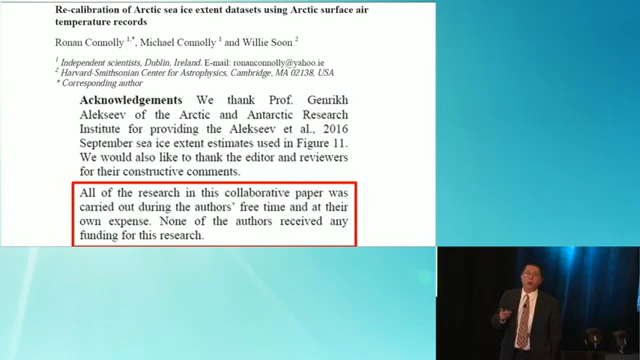 Re-calibration of Arctic sea ice extent datasets using Arctic surface air
temperature records
Ronan Connolly 1,*, Michael Connolly 1 and Willie Soon 2
1 Independent scientists, Dublin, Ireland. E-mail: ronanconnolly@yahoo.ie
2 Harvard-Smithsonian Center for Astrophysics, Cambridge, MA 02138, USA
* Corresponding author
Acknowledgements We thank Prof. Genrikh
Alekseev of the Arctic and Antarctic Research
Institute for providing the Alekseev et al., 2016
September sea ice extent estimates used in Figure 11.
We would also like to thank the editor and reviewers
for their constructive comments.
All of the research in this collaborative paper was
carried out during the authors' free time and at their
own expense. None of the authors received any
funding for this research.